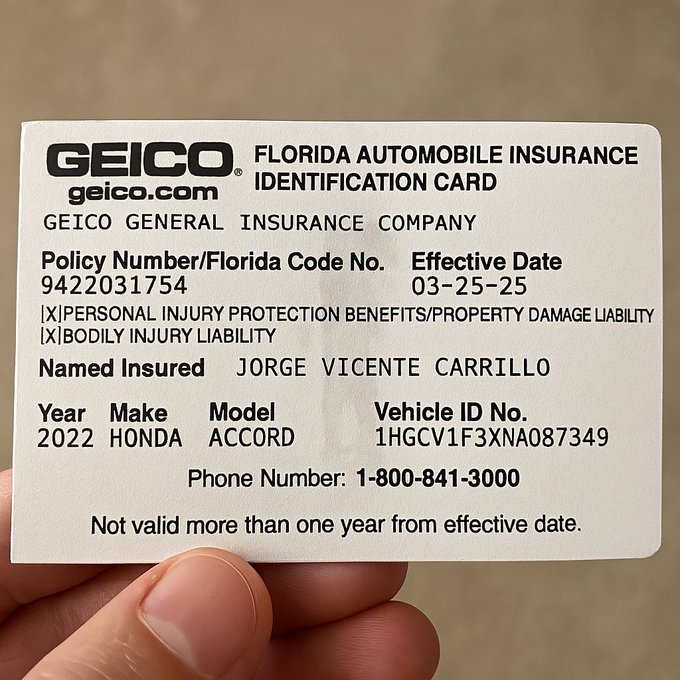 GEICO®
geico.com
FLORIDA AUTOMOBILE INSURANCE
IDENTIFICATION CARD
GEICO GENERAL INSURANCE COMPANY
Policy Number/Florida Code No. Effective Date
9422031754 03-25-25
[X]PERSONAL INJURY PROTECTION BENEFITS/PROPERTY DAMAGE LIABILITY
[X]BODILY INJURY LIABILITY
Named Insured JORGE VICENTE CARRILLO
Year Make Model Vehicle ID No.
2022 HONDA ACCORD 1HGCV1F3XNA087349
Phone Number: 1-800-841-3000
Not valid more than one year from effective date.